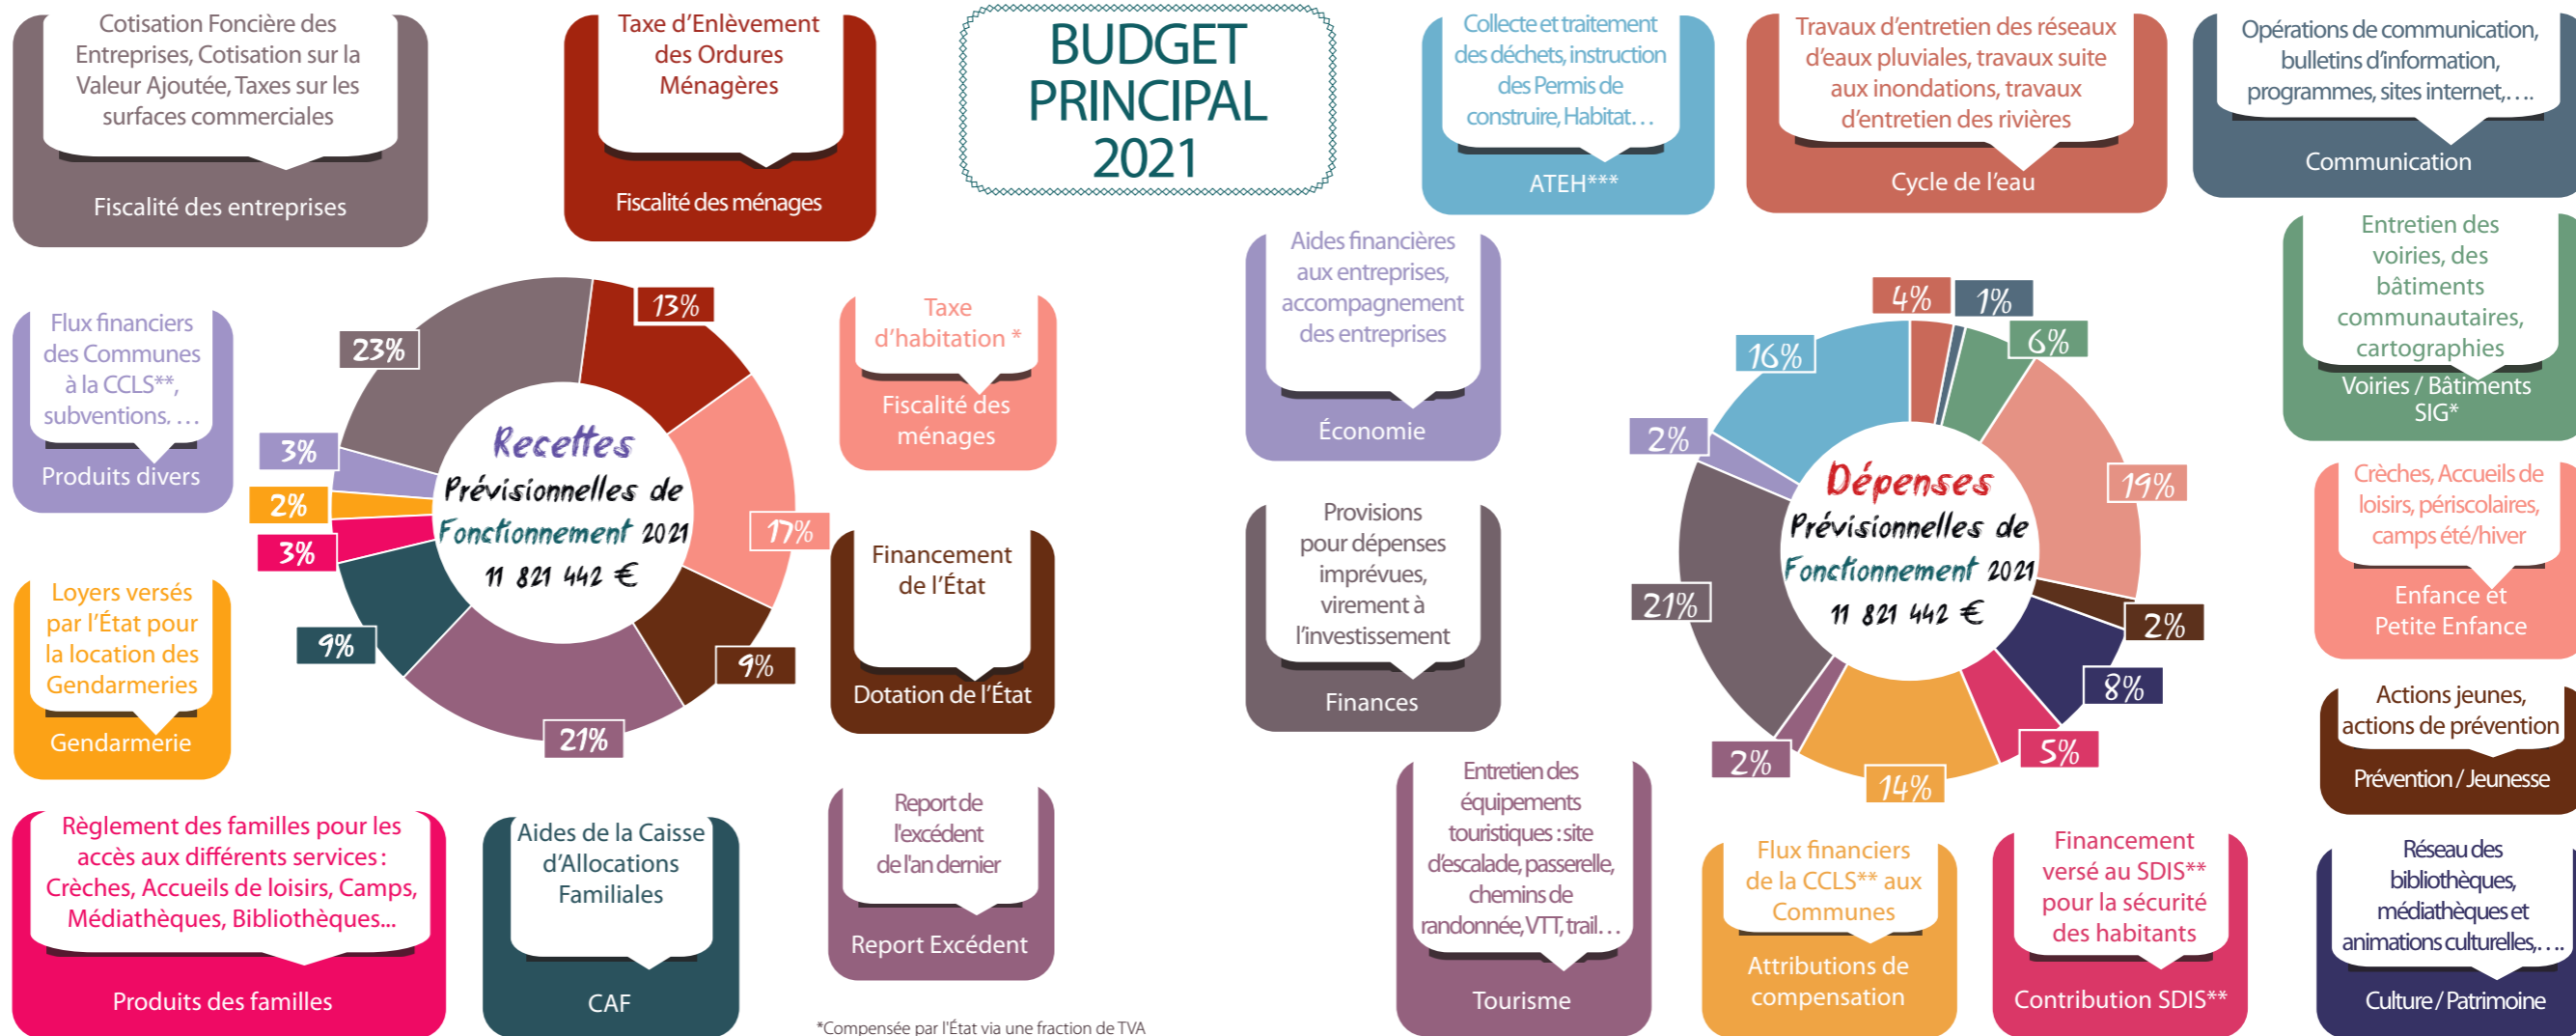 Cotisation Foncière des
Entreprises, Cotisation sur la
Valeur Ajoutée, Taxes sur les
surfaces commerciales
Fiscalité des entreprises
Taxe d'Enlèvement
des Ordures
Ménagères
Fiscalité des ménages
BUDGET
PRINCIPAL
2021
Collecte et traitement
des déchets, instruction
des Permis de
construire, Habitat…
ATEH***
Travaux d'entretien des réseaux
d'eaux pluviales, travaux suite
aux inondations, travaux
d'entretien des rivières
Cycle de l'eau
Opérations de communication,
bulletins d'information,
programmes, sites internet,….
Communication
Flux financiers
des Communes
à la CCLS**,
subventions, …
Produits divers
Loyers versés
par l'État pour
la location des
Gendarmeries
Gendarmerie
23%
13%
17%
9%
21%
9%
3%
2%
3%
Recettes
Prévisionnelles de
Fonctionnement 2021
11 821 442 €
Taxe
d'habitation *
Fiscalité des
ménages
Financement
de l'État
Dotation de l'État
Règlement des familles pour les
accès aux différents services :
Crèches, Accueils de loisirs, Camps,
Médiathèques, Bibliothèques...
Produits des familles
Aides de la Caisse
d'Allocations
Familiales
CAF
Report de
l'excédent
de l'an dernier
Report Excédent
*Compensée par l'État via une fraction de TVA
Aides financières
aux entreprises,
accompagnement
des entreprises
Économie
Provisions
pour dépenses
imprévues,
virement à
l'investissement
Finances
4%
1%
6%
19%
2%
8%
5%
14%
2%
21%
2%
16%
Dépenses
Prévisionnelles de
Fonctionnement 2021
11 821 442 €
Entretien des
voiries, des
bâtiments
communautaires,
cartographies
Voiries / Bâtiments
SIG*
Crèches, Accueils de
loisirs, périscolaires,
camps été/hiver
Enfance et
Petite Enfance
Actions jeunes,
actions de prévention
Prévention / Jeunesse
Entretien des
équipements
touristiques : site
d'escalade, passerelle,
chemins de
randonnée, VTT, trail…
Tourisme
Flux financiers
de la CCLS** aux
Communes
Attributions de
compensation
Financement
versé au SDIS**
pour la sécurité
des habitants
Contribution SDIS**
Réseau des
bibliothèques,
médiathèques et
animations culturelles,….
Culture / Patrimoine